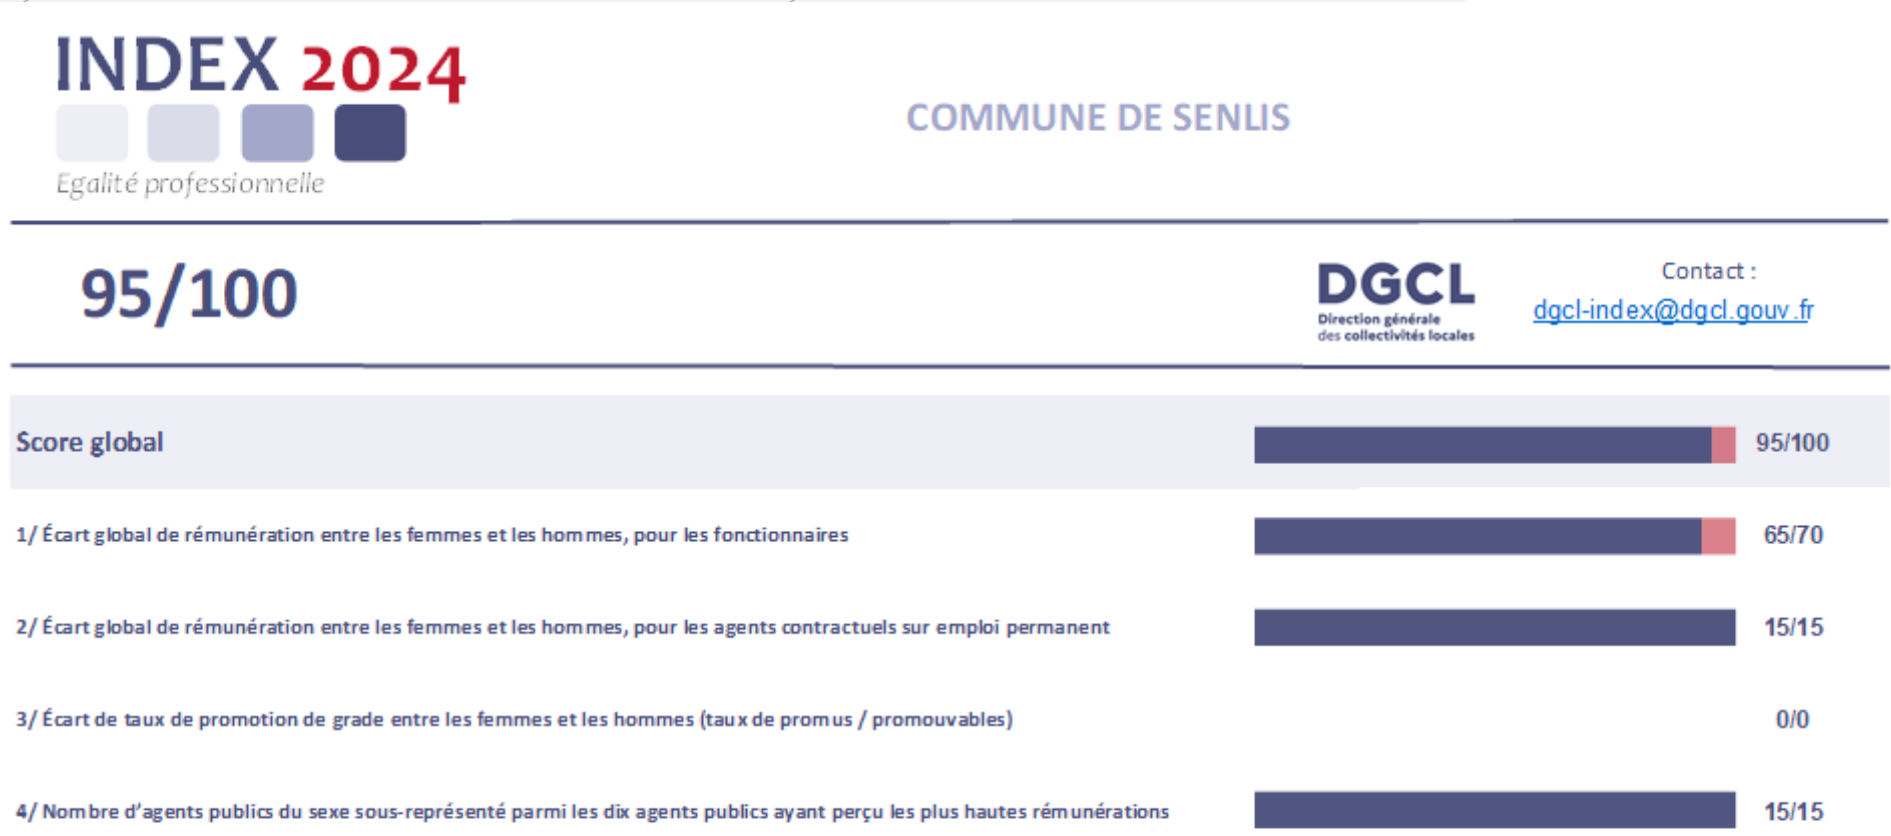 INDEX 2024
Egalité professionnelle
COMMUNE DE SENLIS
95/100
DGCL
Direction générale
des collectivités locales
Contact :
dgcl-index@dgcl.gouv.fr
Score global 95/100
1/ Écart global de rémunération entre les femmes et les hommes, pour les fonctionnaires 65/70
2/ Écart global de rémunération entre les femmes et les hommes, pour les agents contractuels sur emploi permanent 15/15
3/ Écart de taux de promotion de grade entre les femmes et les hommes (taux de promus / promouvables) 0/0
4/ Nombre d'agents publics du sexe sous-représenté parmi les dix agents publics ayant perçu les plus hautes rémunérations 15/15